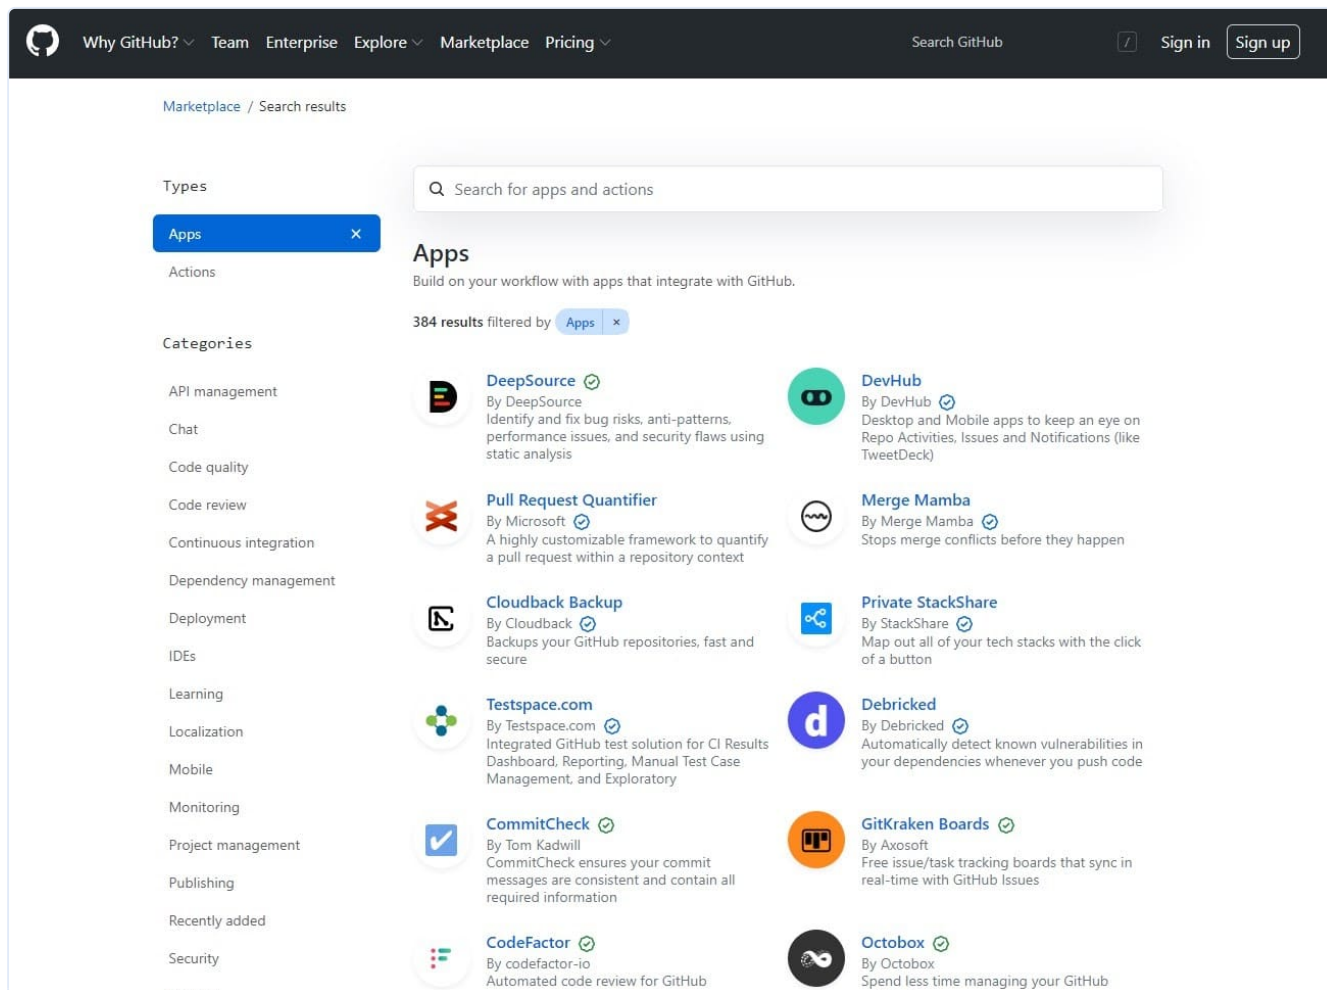 Why GitHub? Team Enterprise Explore Marketplace Pricing Search GitHub / Sign in Sign up
Marketplace / Search results
Types
Apps
Actions
Categories
API management
Chat
Code quality
Code review
Continuous integration
Dependency management
Deployment
IDEs
Learning
Localization
Mobile
Monitoring
Project management
Publishing
Recently added
Security
Search for apps and actions
Apps
Build on your workflow with apps that integrate with GitHub.
384 results filtered by Apps ×
DeepSource
By DeepSource
Identify and fix bug risks, anti-patterns,
performance issues, and security flaws using
static analysis
DevHub
By DevHub
Desktop and Mobile apps to keep an eye on
Repo Activities, Issues and Notifications (like
TweetDeck)
Pull Request Quantifier
By Microsoft
A highly customizable framework to quantify
a pull request within a repository context
Merge Mamba
By Merge Mamba
Stops merge conflicts before they happen
Cloudback Backup
By Cloudback
Backups your GitHub repositories, fast and
secure
Private StackShare
By StackShare
Map out all of your tech stacks with the click
of a button
Testspace.com
By Testspace.com
Integrated GitHub test solution for CI Results
Dashboard, Reporting, Manual Test Case
Management, and Exploratory
d
Debricked
By Debricked
Automatically detect known vulnerabilities in
your dependencies whenever you push code
CommitCheck
By Tom Kadwill
CommitCheck ensures your commit
messages are consistent and contain all
required information
GitKraken Boards
By Axosoft
Free issue/task tracking boards that sync in
real-time with GitHub Issues
CodeFactor
By codefactor-io
Automated code review for GitHub
Octobox
By Octobox
Spend less time managing your GitHub